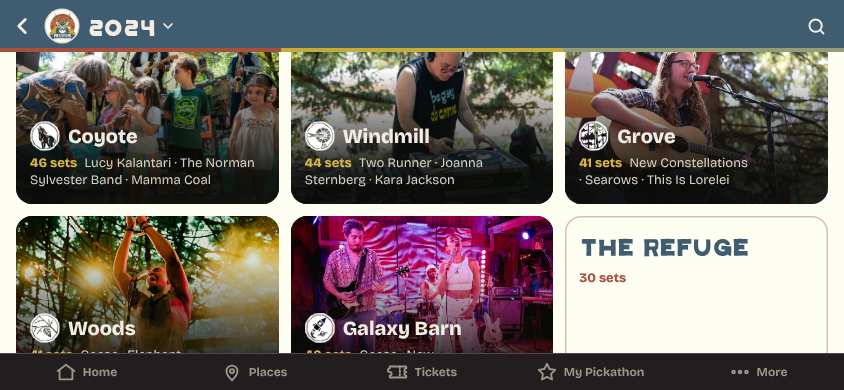 2024
Coyote
46 sets Lucy Kalantari · The Norman
Sylvester Band · Mamma Coal
Windmill
44 sets Two Runner · Joanna
Sternberg · Kara Jackson
Grove
41 sets New Constellations
· Searows · This Is Lorelei
Woods
Galaxy Barn
THE REFUGE
30 sets
Home
Places
Tickets
My Pickathon
More